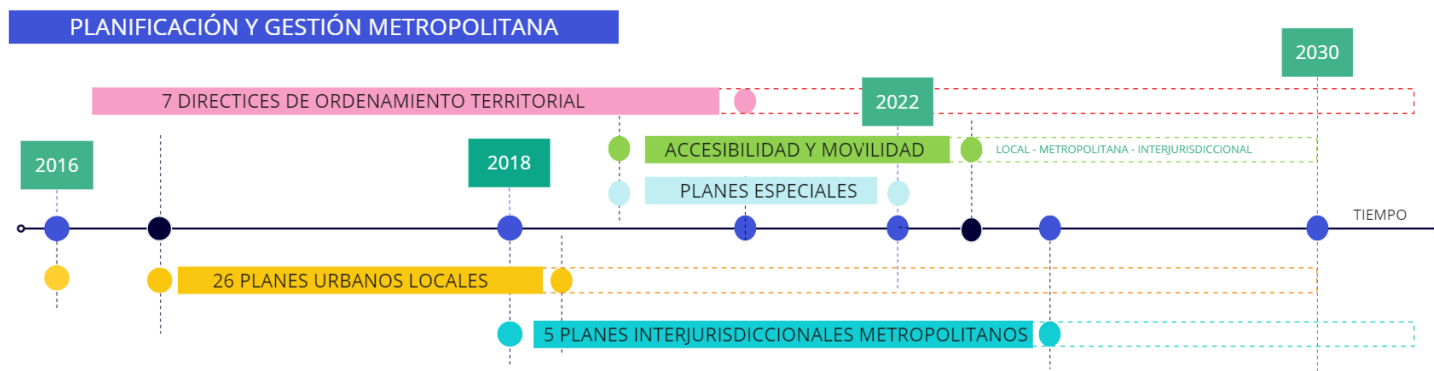 PLANIFICACIÓN Y GESTIÓN METROPOLITANA
2030
7 DIRECTICES DE ORDENAMIENTO TERRITORIAL
2022
2016
2018
ACCESIBILIDAD Y MOVILIDAD
LOCAL - METROPOLITANA - INTERJURISDICCIONAL
PLANES ESPECIALES
TIEMPO
26 PLANES URBANOS LOCALES
5 PLANES INTERJURISDICCIONALES METROPOLITANOS